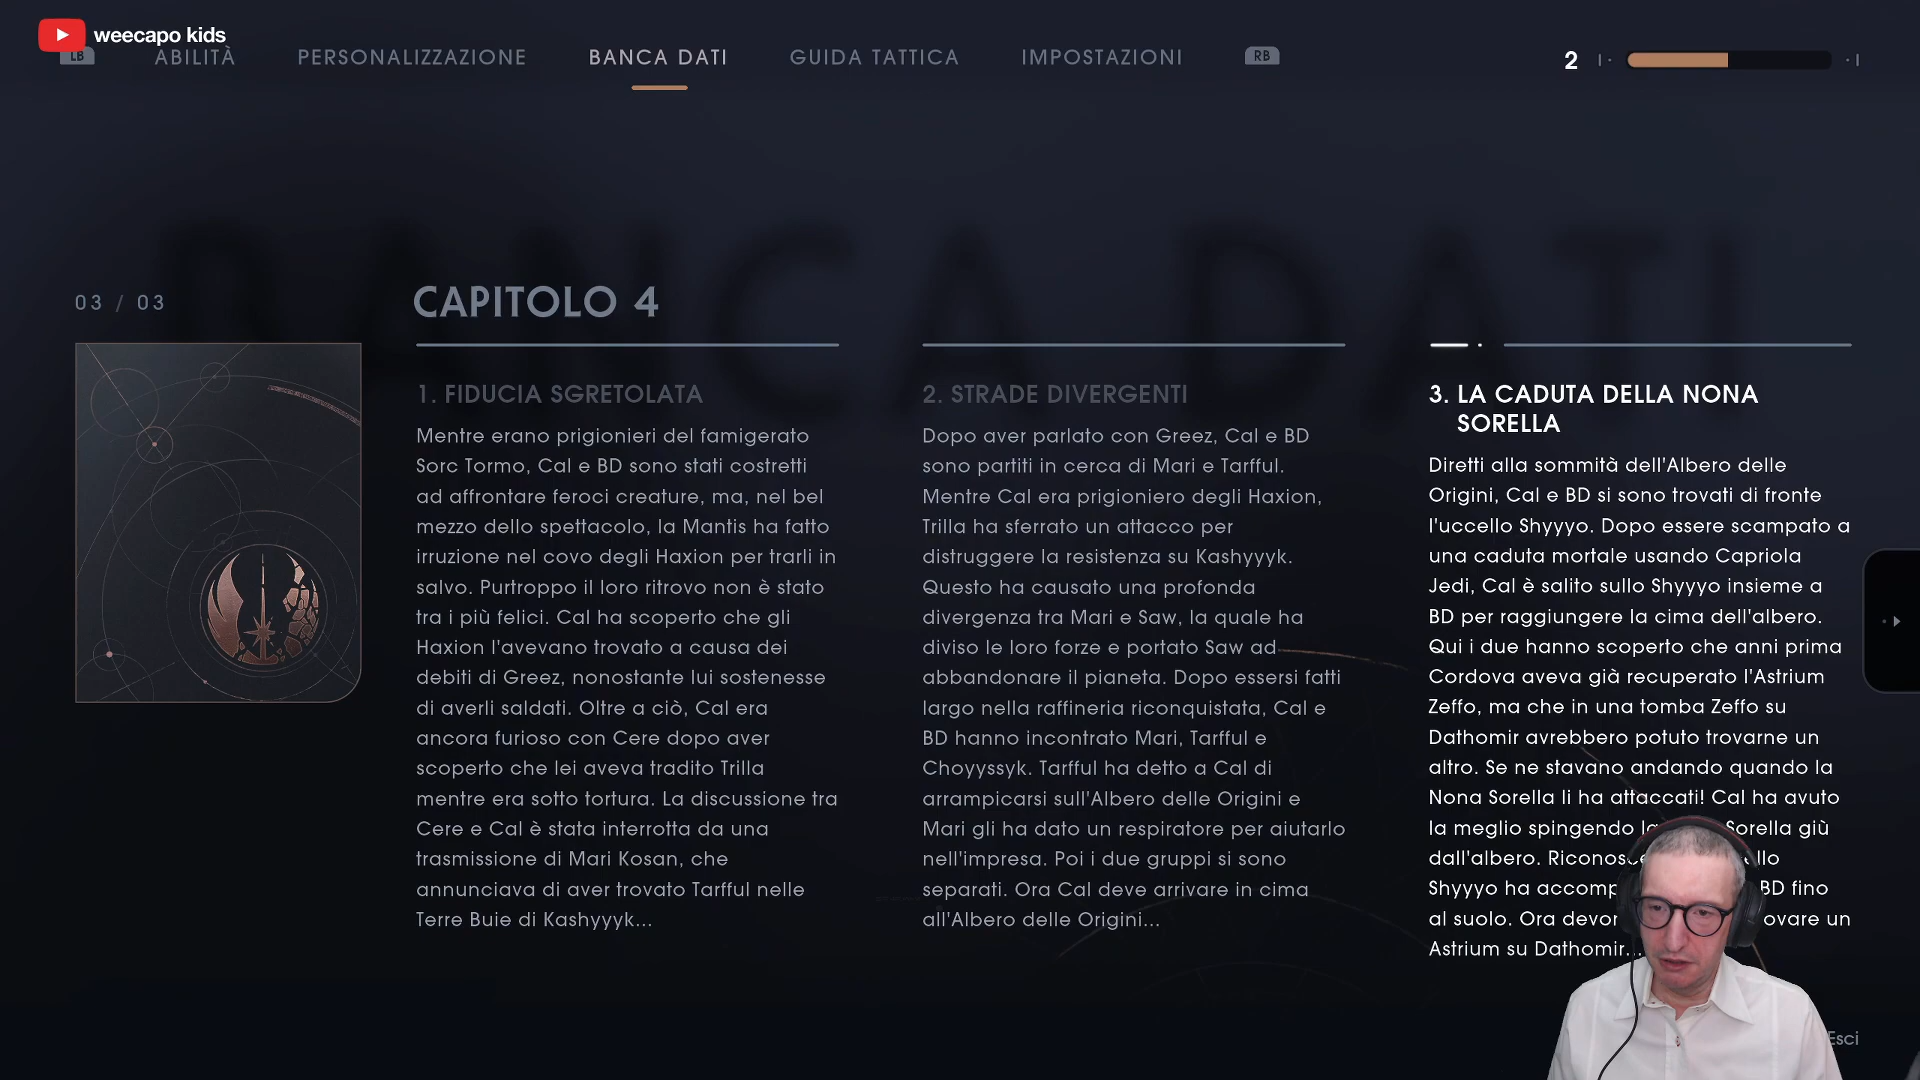 weecapo kids
LB
ABILITÀ
PERSONALIZZAZIONE
BANCA DATI
GUIDA TATTICA
IMPOSTAZIONI
RB
2
BANCA DATI
03 / 03
CAPITOLO 4
1. FIDUCIA SGRETOLATA
Mentre erano prigionieri del famigerato
Sorc Tormo, Cal e BD sono stati costretti
ad affrontare feroci creature, ma, nel bel
mezzo dello spettacolo, la Mantis ha fatto
irruzione nel covo degli Haxion per trarli in
salvo. Purtroppo il loro ritrovo non è stato
tra i più felici. Cal ha scoperto che gli
Haxion l'avevano trovato a causa dei
debiti di Greez, nonostante lui sostenesse
di averli saldati. Oltre a ciò, Cal era
ancora furioso con Cere dopo aver
scoperto che lei aveva tradito Trilla
mentre era sotto tortura. La discussione tra
Cere e Cal è stata interrotta da una
trasmissione di Mari Kosan, che
annunciava di aver trovato Tarfful nelle
Terre Buie di Kashyyyk...
2. STRADE DIVERGENTI
Dopo aver parlato con Greez, Cal e BD
sono partiti in cerca di Mari e Tarfful.
Mentre Cal era prigioniero degli Haxion,
Trilla ha sferrato un attacco per
distruggere la resistenza su Kashyyyk.
Questo ha causato una profonda
divergenza tra Mari e Saw, la quale ha
diviso le loro forze e portato Saw ad
abbandonare il pianeta. Dopo essersi fatti
largo nella raffineria riconquistata, Cal e
BD hanno incontrato Mari, Tarfful e
Choyyssyk. Tarfful ha detto a Cal di
arrampicarsi sull'Albero delle Origini e
Mari gli ha dato un respiratore per aiutarlo
nell'impresa. Poi i due gruppi si sono
separati. Ora Cal deve arrivare in cima
all'Albero delle Origini...
3. LA CADUTA DELLA NONA
SORELLA
Diretti alla sommità dell'Albero delle
Origini, Cal e BD si sono trovati di fronte
l'uccello Shyyyo. Dopo essere scampato a
una caduta mortale usando Capriola
Jedi, Cal è salito sullo Shyyyo insieme a
BD per raggiungere la cima dell'albero.
Qui i due hanno scoperto che anni prima
Cordova aveva già recuperato l'Astrium
Zeffo, ma che in una tomba Zeffo su
Dathomir avrebbero potuto trovarne un
altro. Se ne stavano andando quando la
Nona Sorella li ha attaccati! Cal ha avuto
la meglio spingendo Sorella giù
dall'albero.
Shyyyo ha BD fino
al suolo. Ora un
Astrium su Dathomir...
Esci